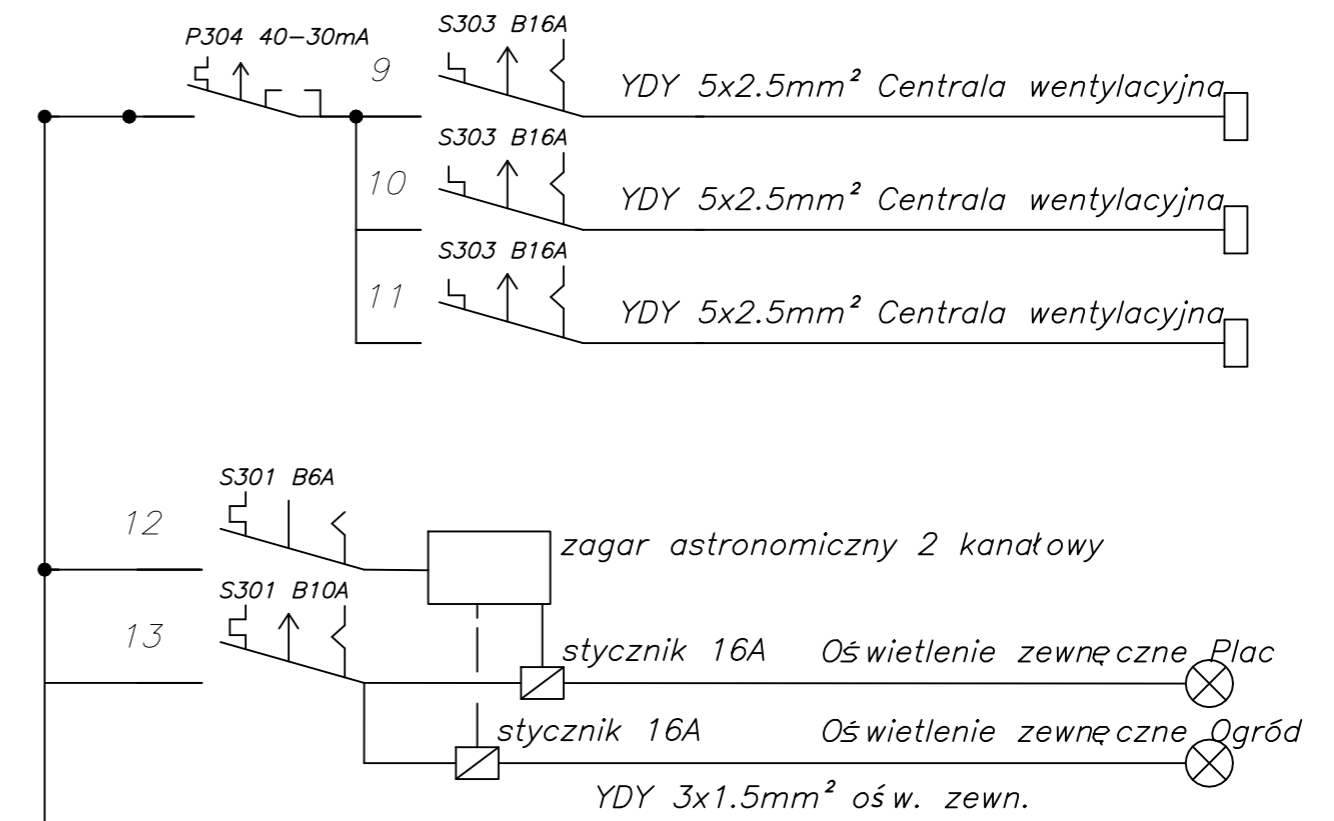 P304 40-30mA
S303 B16A
9
YDY 5x2.5mm² Centrala wentylacyjna
S303 B16A
10
YDY 5x2.5mm² Centrala wentylacyjna
S303 B16A
11
YDY 5x2.5mm² Centrala wentylacyjna
S301 B6A
12
zagar astronomiczny 2 kanałowy
S301 B10A
13
stycznik 16A
Oświetlenie zewnęczne Plac
stycznik 16A
Oświetlenie zewnęczne Ogród
YDY 3x1.5mm² ośw. zewn.